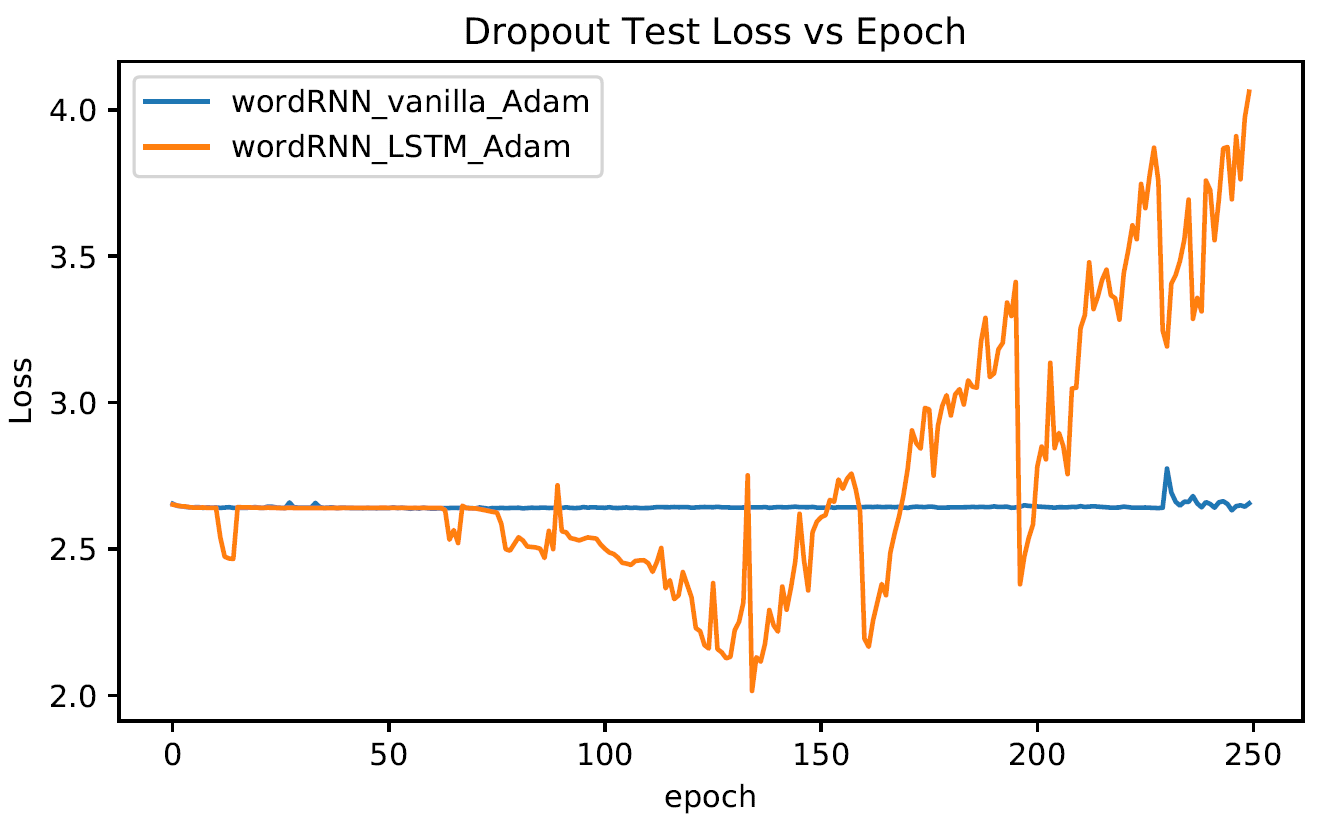 Dropout Test Loss vs Epoch
wordRNN_vanilla_Adam
wordRNN_LSTM_Adam
Loss
4.0
3.5
3.0
2.5
2.0
0 50 100 150 200 250
epoch